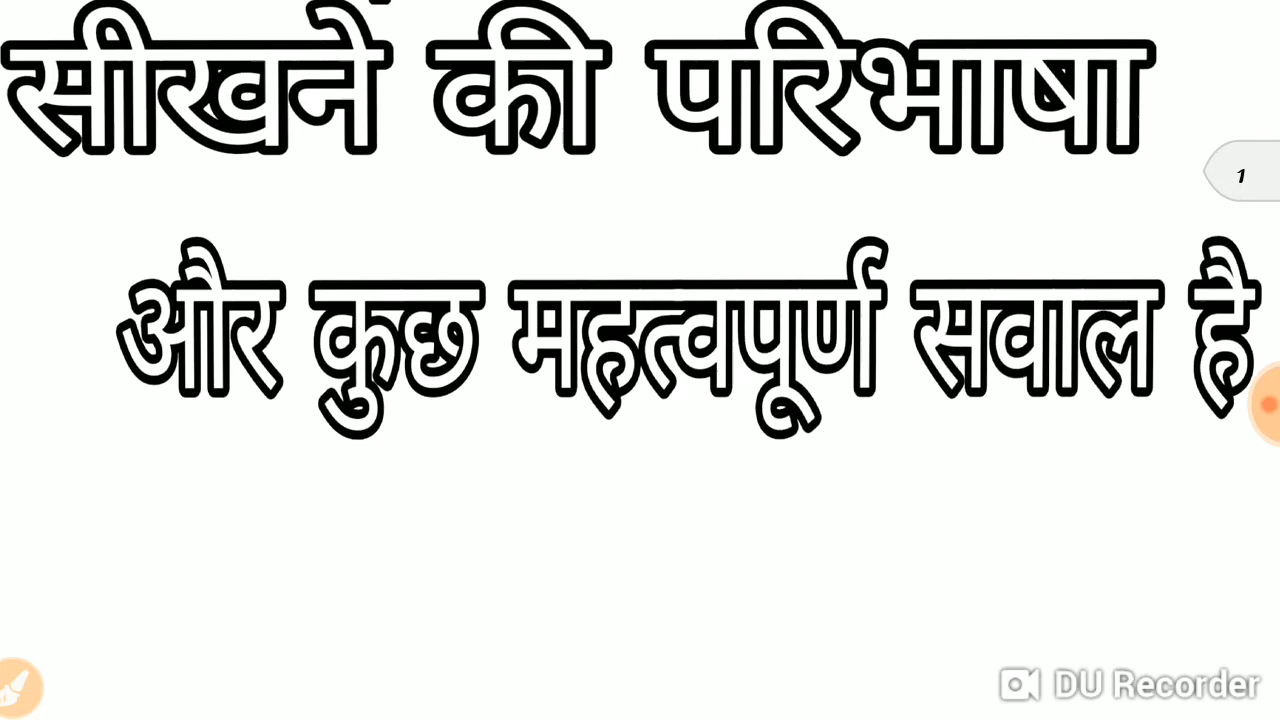 सीखने की परिभाषा
1
और कुछ महत्वपूर्ण सवाल है
DU Recorder